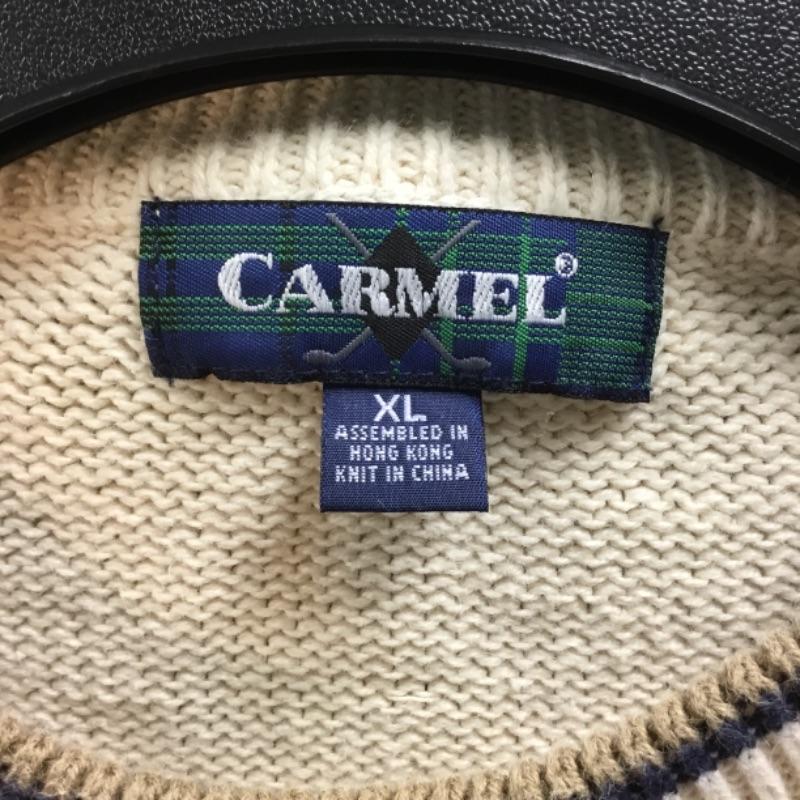 CARMEL®
XL
ASSEMBLED IN
HONG KONG
KNIT IN CHINA